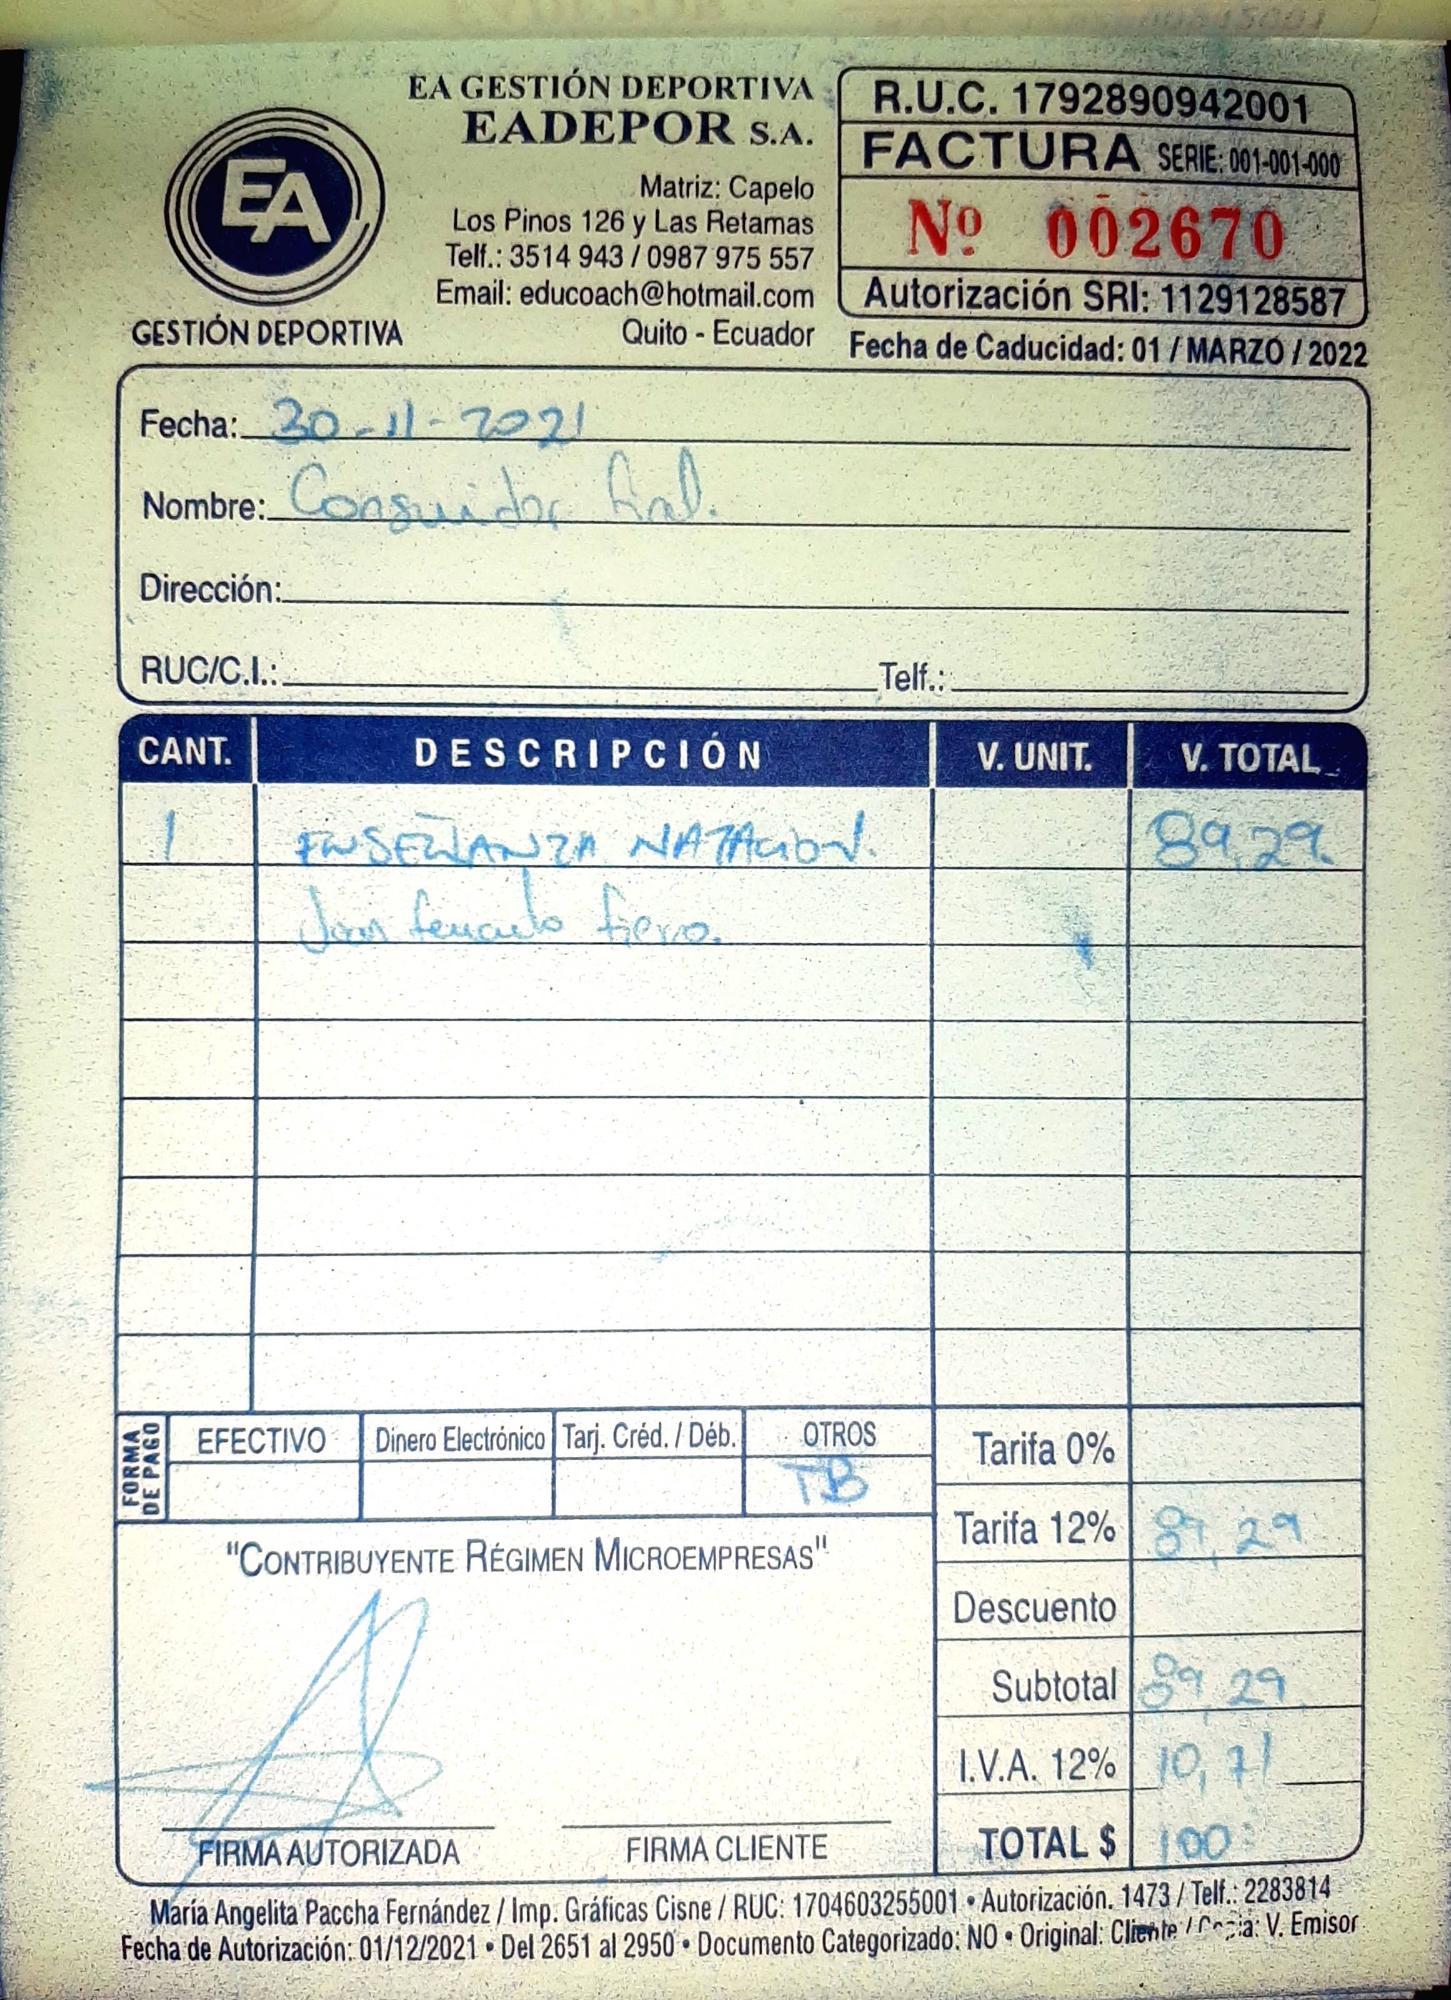 EA GESTIÓN DEPORTIVA
EADEPOR S.A.
Matriz: Capelo
Los Pinos 126 y Las Retamas
Telf.: 3514 943 / 0987 975 557
Email: educoach@hotmail.com
Quito - Ecuador
EA
GESTIÓN DEPORTIVA
R.U.C. 1792890942001
FACTURA SERIE: 001-001-000
Nº 002670
Autorización SRI: 1129128587
Fecha de Caducidad: 01 / MARZO / 2022
Fecha: 30-11-2021
Nombre: Consumidor final.
Dirección:
RUC/C.I.: Telf.:
CANT. DESCRIPCIÓN V. UNIT. V. TOTAL
1 ENSEÑANZA NATACION. 89,29.
Juan Fernando Fierro.
FORMA DE PAGO
EFECTIVO Dinero Electrónico Tarj. Créd. / Déb. OTROS
TB
Tarifa 0%
Tarifa 12% 89,29
Descuento
Subtotal 89,29
I.V.A. 12% 10,71
TOTAL $ 100
"CONTRIBUYENTE RÉGIMEN MICROEMPRESAS"
FIRMA AUTORIZADA FIRMA CLIENTE
María Angelita Paccha Fernández / Imp. Gráficas Cisne / RUC: 1704603255001 • Autorización. 1473 / Telf.: 2283814
Fecha de Autorización: 01/12/2021 • Del 2651 al 2950 • Documento Categorizado: NO • Original: Cliente / Copia: V. Emisor